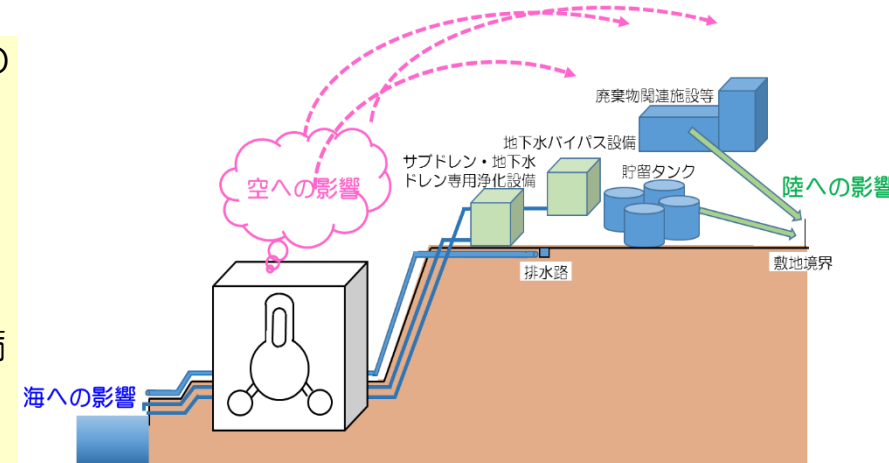 の
備
空への影響
海への影響
サブドレン・地下水
ドレン専用浄化設備
地下水バイパス設備
廃棄物関連施設等
貯留タンク
陸への影響
排水路
敷地境界